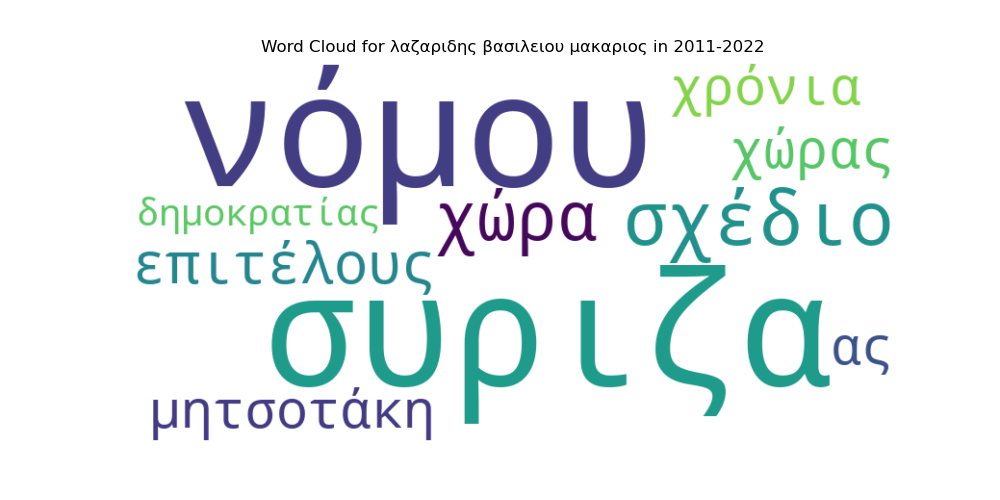 Word Cloud for λαζαριδης βασιλειου μακαριος in 2011-2022
νόμου
χρόνια
χώρας
δημοκρατίας
χώρα
σχέδιο
επιτέλους
συριζα
ας
μητσοτάκη